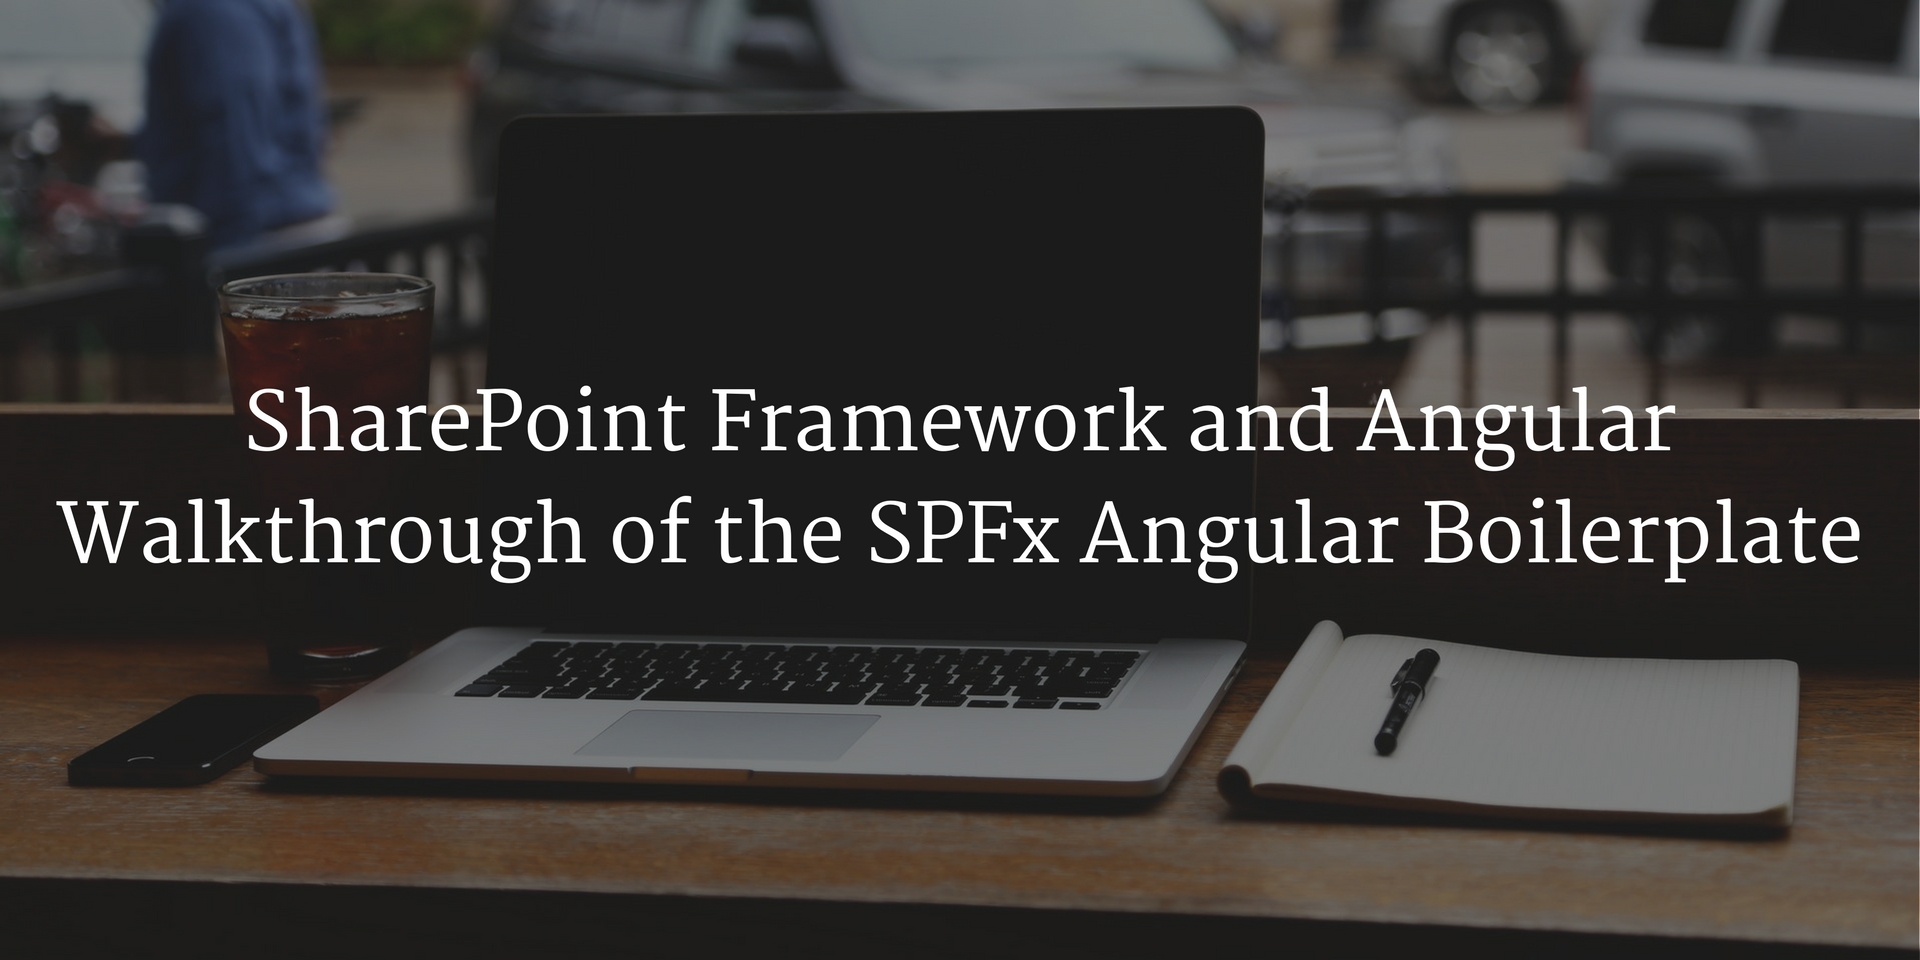 SharePoint Framework and Angular
Walkthrough of the SPFx Angular Boilerplate